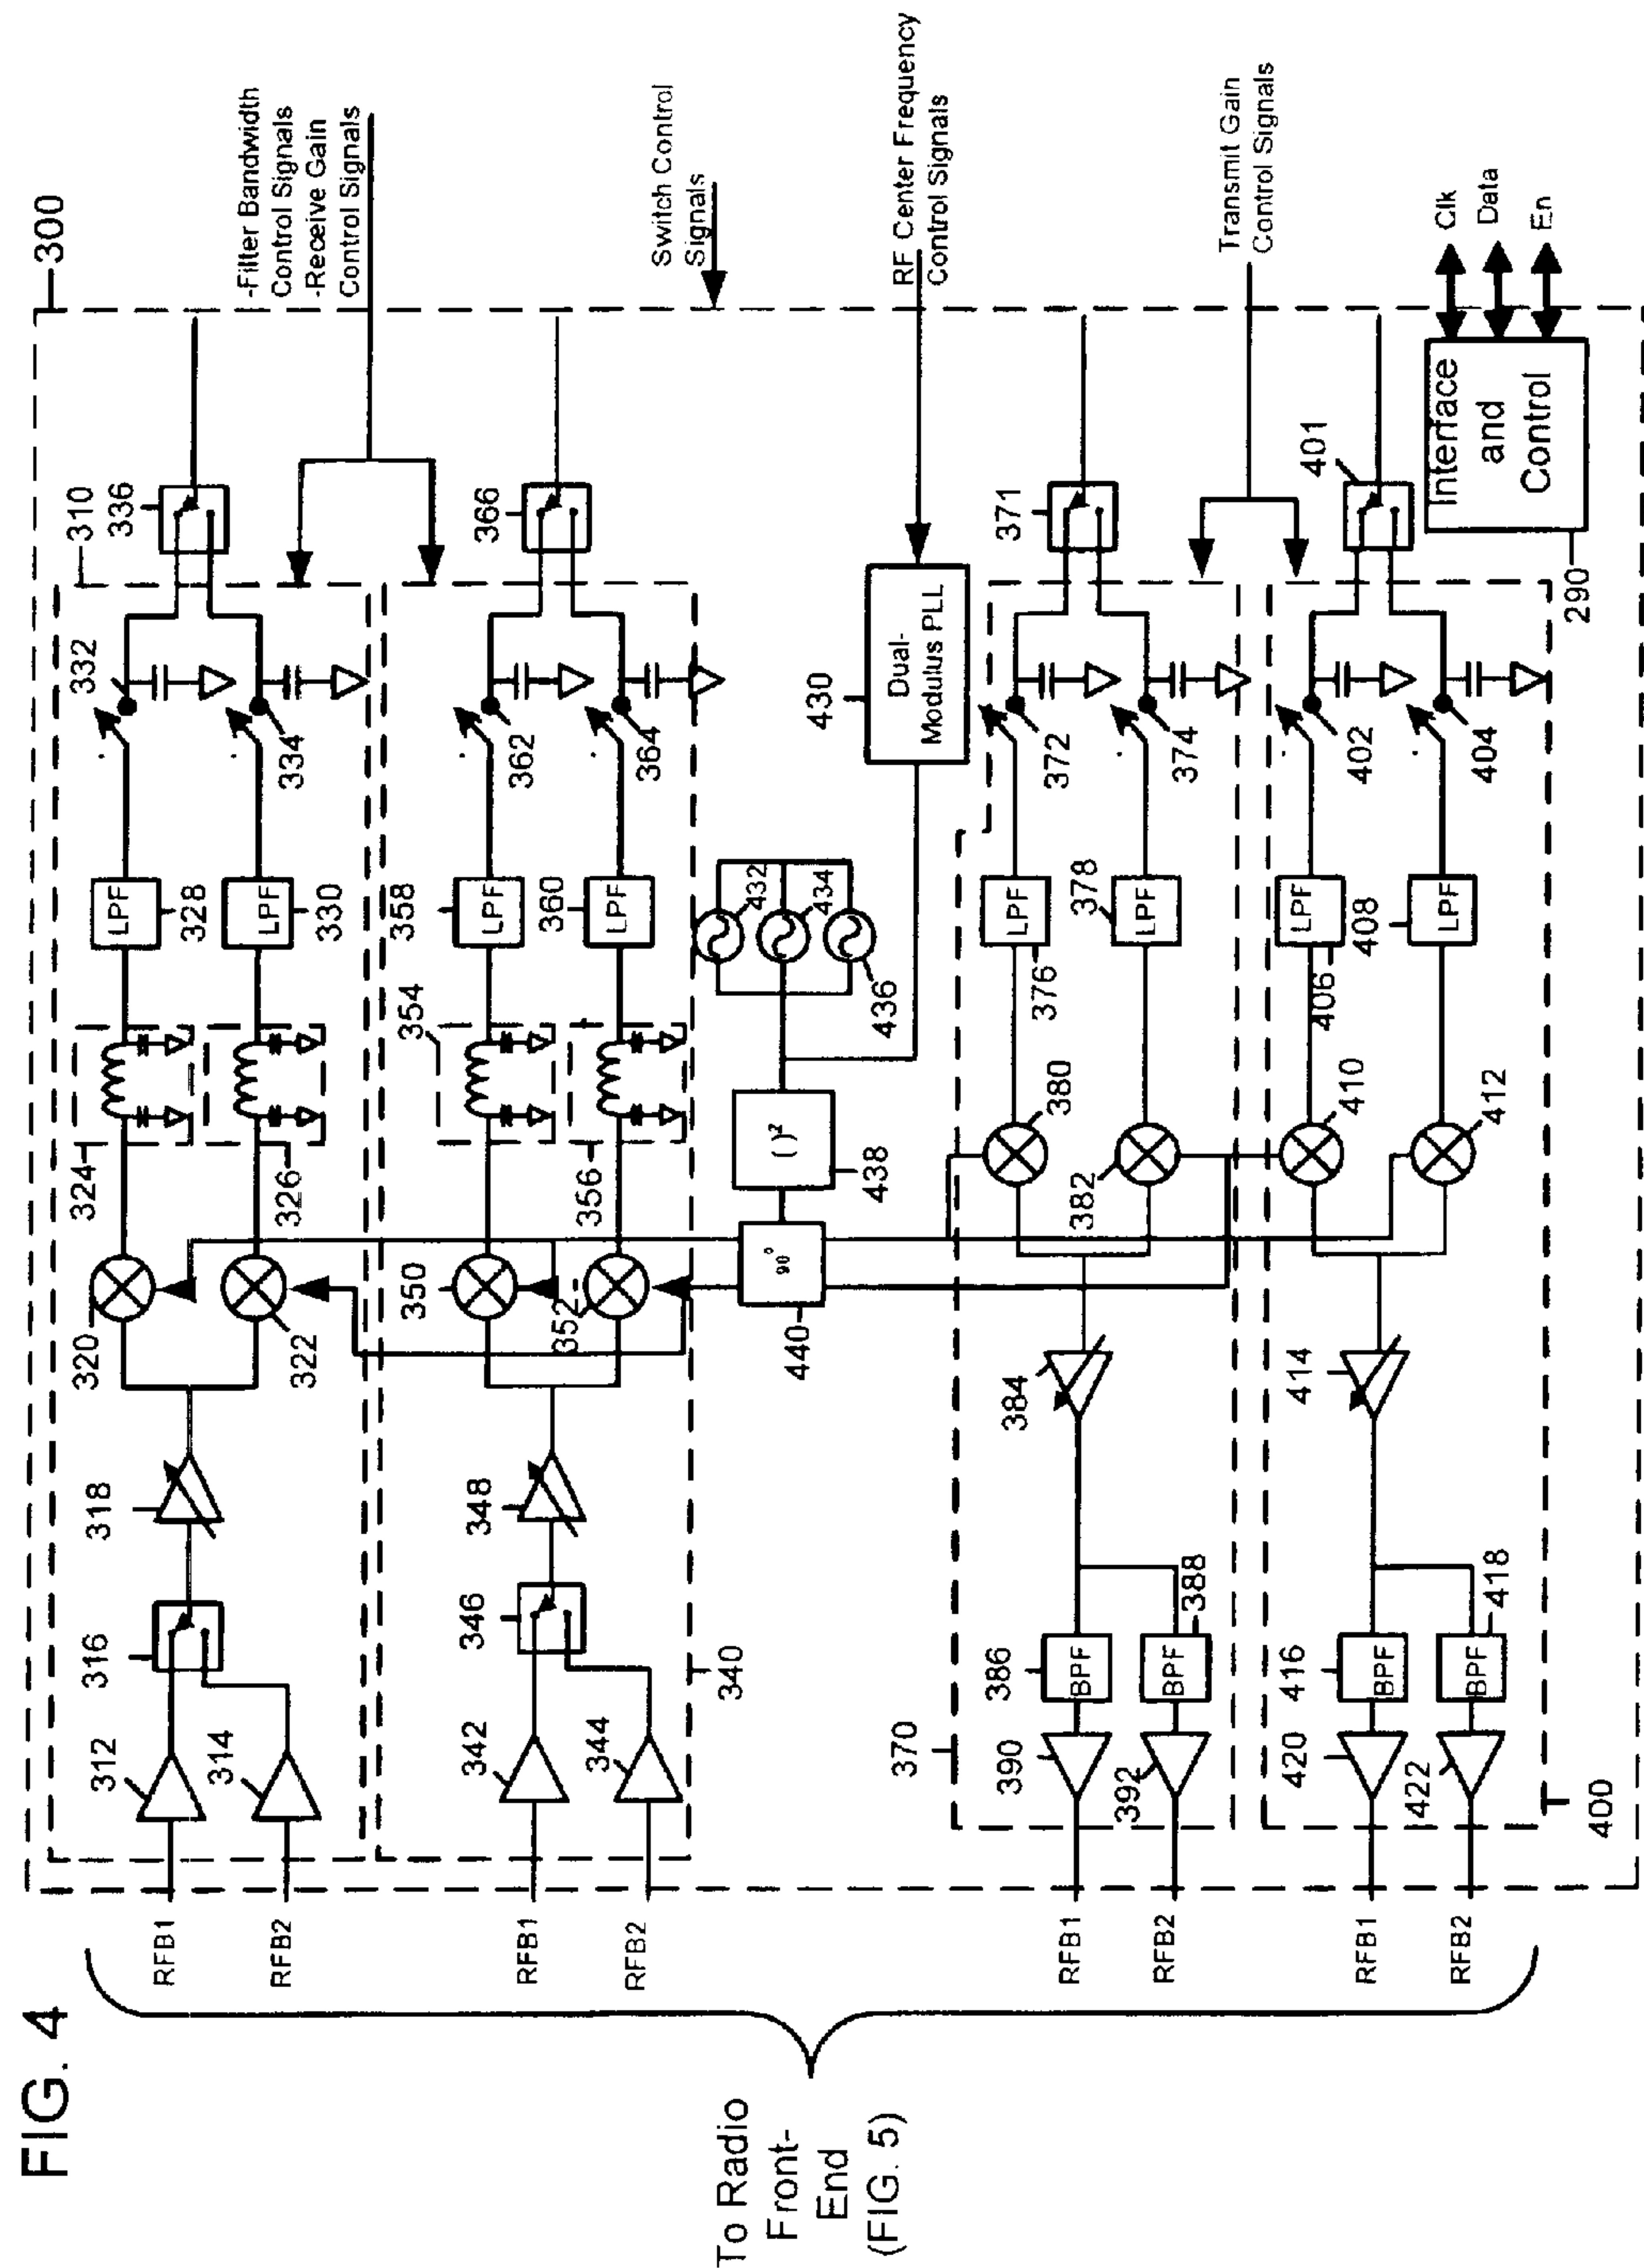 FIG. 4
300
-Filter Bandwidth
Control Signals
-Receive Gain
Control Signals
Switch Control
Signals
RF Center Frequency
Control Signals
Transmit Gain
Control Signals
Clk
Data
En
Interface
and
Control
290
310
336
332
334
LPF
328
LPF
330
324
326
320
322
318
316
312
314
RFB1
RFB2
366
362
364
358
LPF
360
LPF
354
356
350
352
348
346
342
344
340
RFB1
RFB2
430
Dual-
Modulus PLL
432
434
436
( )²
438
90°
440
371
372
374
LPF
376
378
LPF
380
382
384
386
BPF
388
BPF
390
392
370
RFB1
RFB2
401
402
404
LPF
406
408
LPF
410
412
414
416
BPF
418
BPF
420
422
400
RFB1
RFB2
To Radio
Front-
End
(FIG. 5)